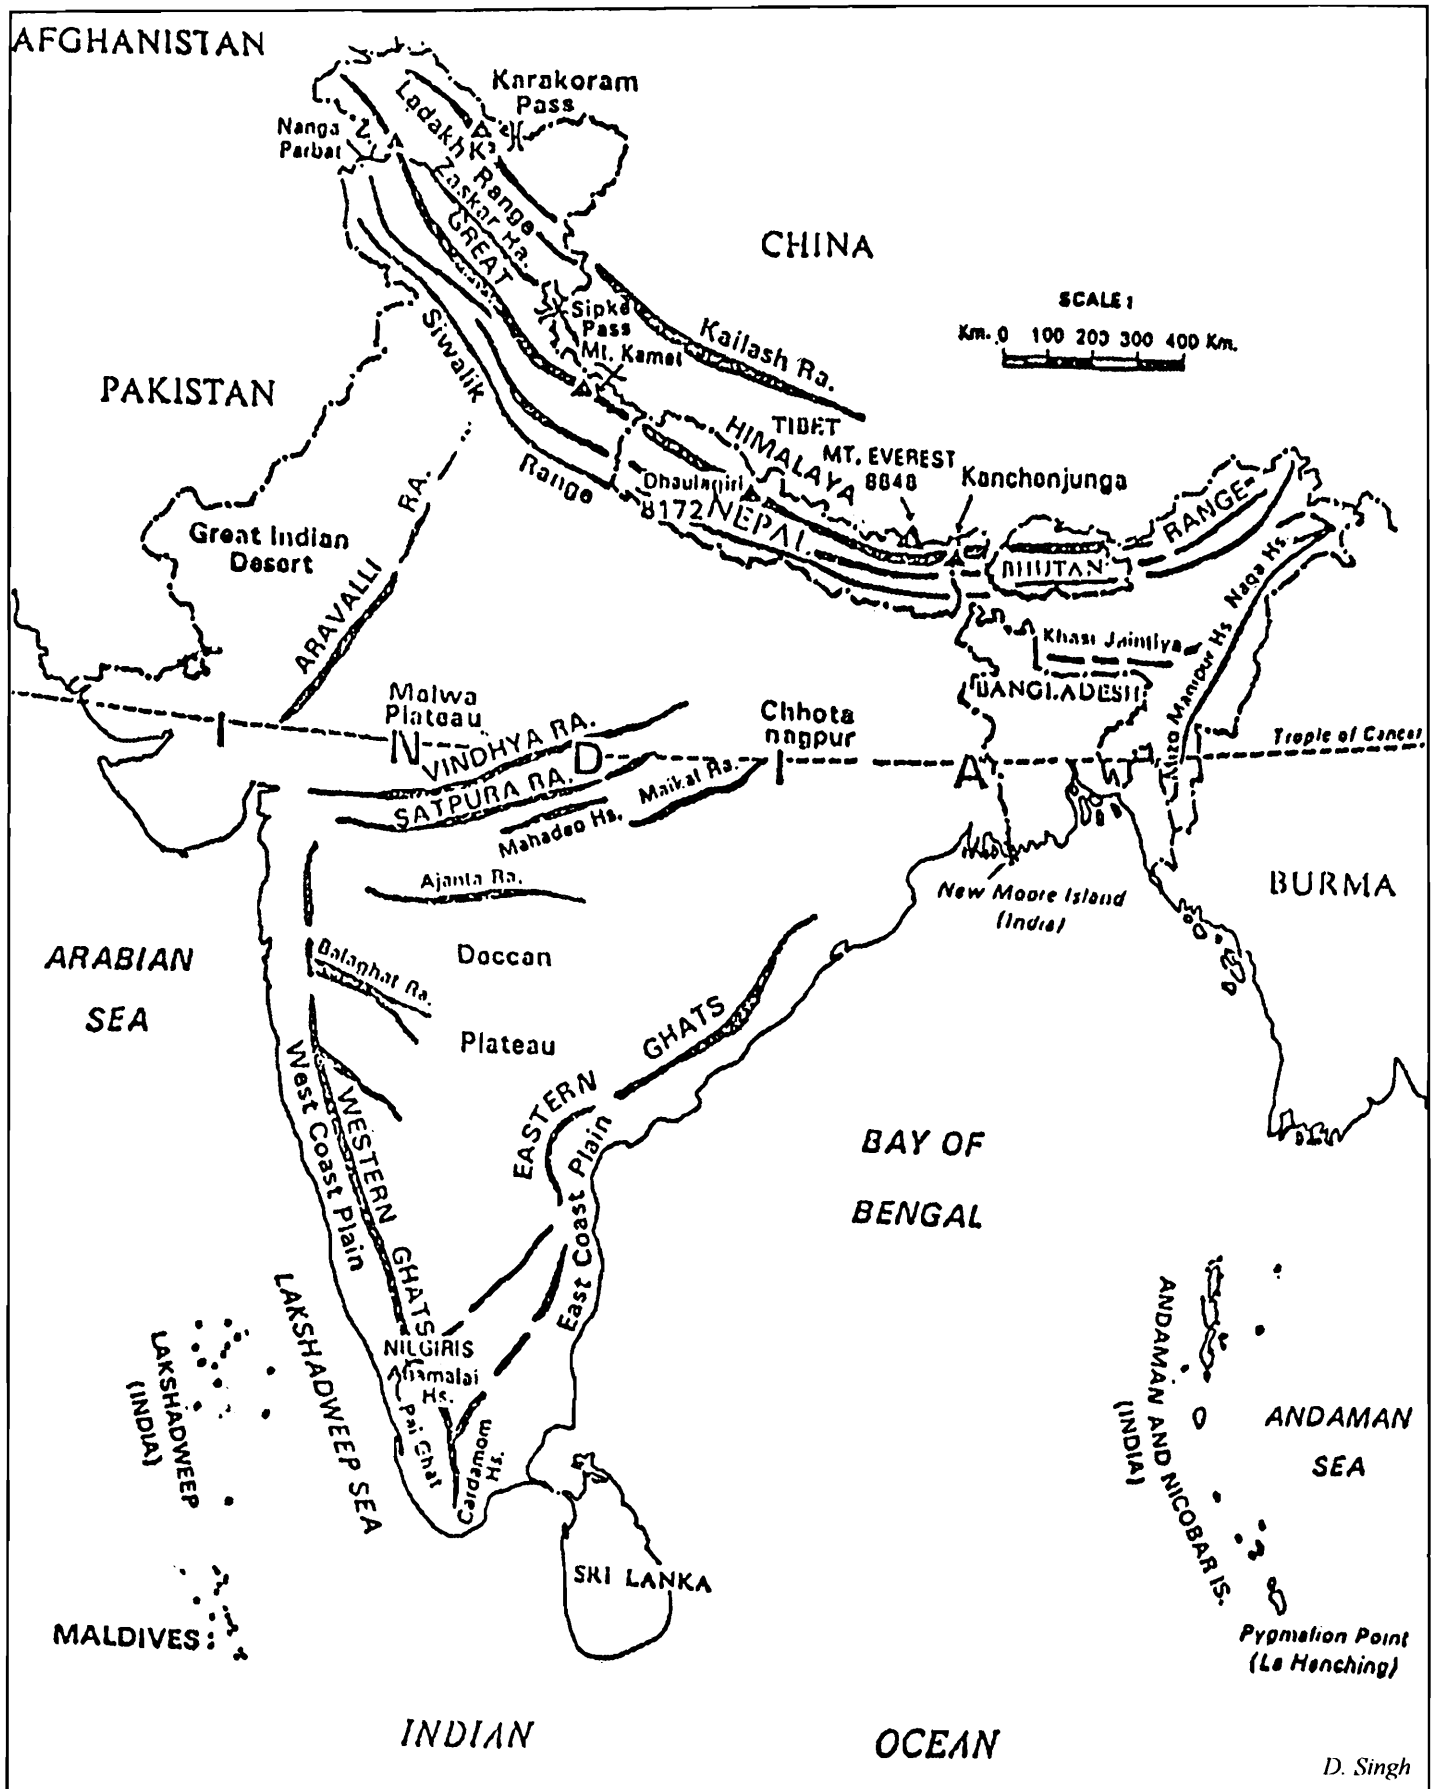 AFGHANISTAN
Karakoram
Pass
Ladakh Range
K²
Nanga
Parbat
Zaskar Ra.
GREAT
CHINA
SCALE :
Km. 0 100 200 300 400 Km.
Sipke
Pass
Mt. Kamet
Kailash Ra.
Siwalik
Range
PAKISTAN
TIBET
HIMALAYA
MT. EVEREST
8848
Kanchonjunga
Dhaulagiri
8172
NEPAL
RANGE
BHUTAN
Great Indian
Desert
ARAVALLI RA.
Naga Hs.
Manipur Hs.
Mizo
Khasi Jaintiya
BANGLADESH
Malwa
Plateau
Chhota
nagpur
I N D I A
Tropic of Cancer
VINDHYA RA.
SATPURA RA.
Mahadeo Hs.
Maikal Ra.
Ajanta Ra.
New Moore Island
(India)
BURMA
ARABIAN
SEA
Balaghat Ra.
Deccan
Plateau
EASTERN GHATS
West Coast Plain
WESTERN GHATS
East Coast Plain
BAY OF
BENGAL
NILGIRIS
Anamalai
Hs.
Pal Ghat
Cardamom
Hs.
LAKSHADWEEP
(INDIA)
LAKSHADWEEP SEA
ANDAMAN AND NICOBAR IS.
(INDIA)
ANDAMAN
SEA
SRI LANKA
MALDIVES
Pygmalion Point
(La Henching)
INDIAN OCEAN
D. Singh